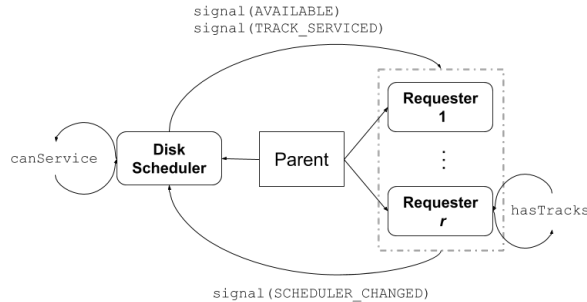 signal(AVAILABLE)
signal(TRACK_SERVICED)
Requester
1
canService
Disk
Scheduler
Parent
⋮
Requester
r
hasTracks
signal(SCHEDULER_CHANGED)